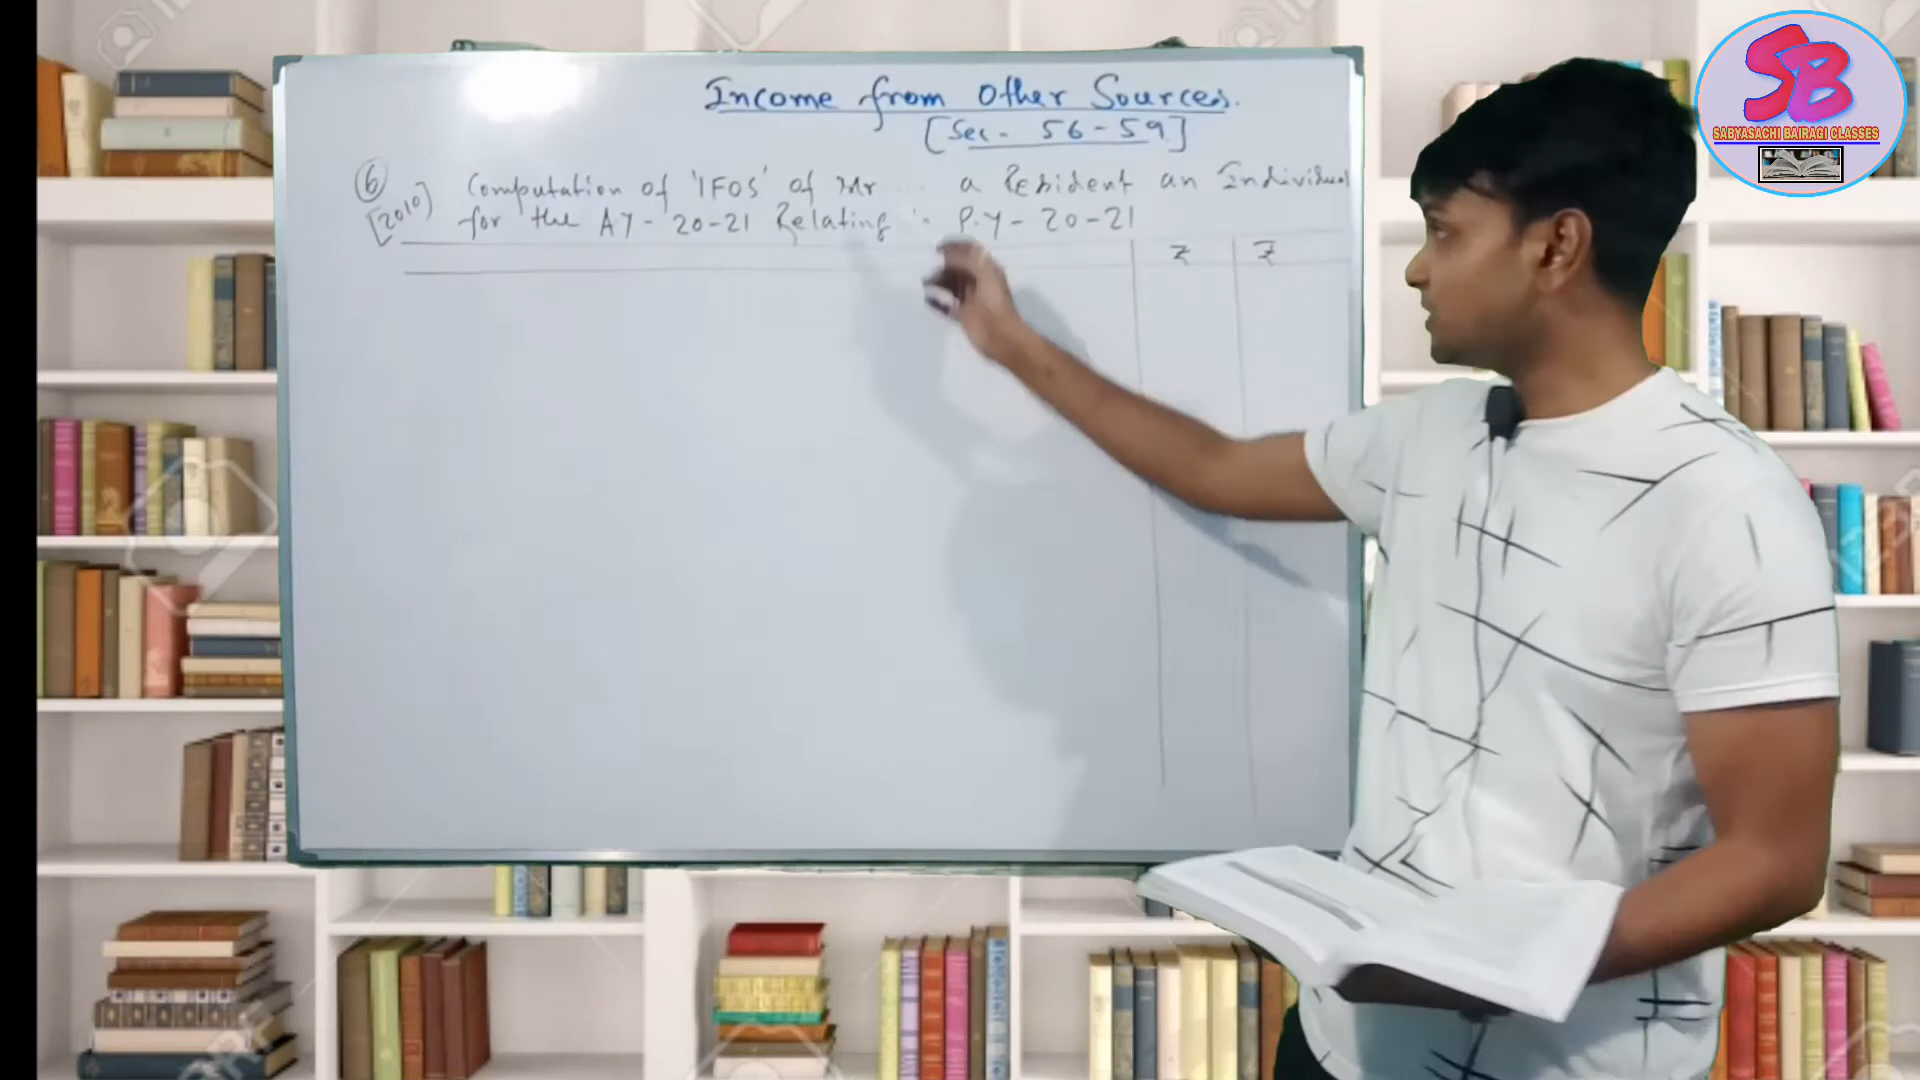 Income from Other Sources.
[Sec - 56-59]
6
[2010]
Computation of 'IFOS' of Mr ... a Resident an Individual
for the AY- 20-21 Relating P.Y- 20-21
₹ ₹
SB
SABYASACHI BAIRAGI CLASSES